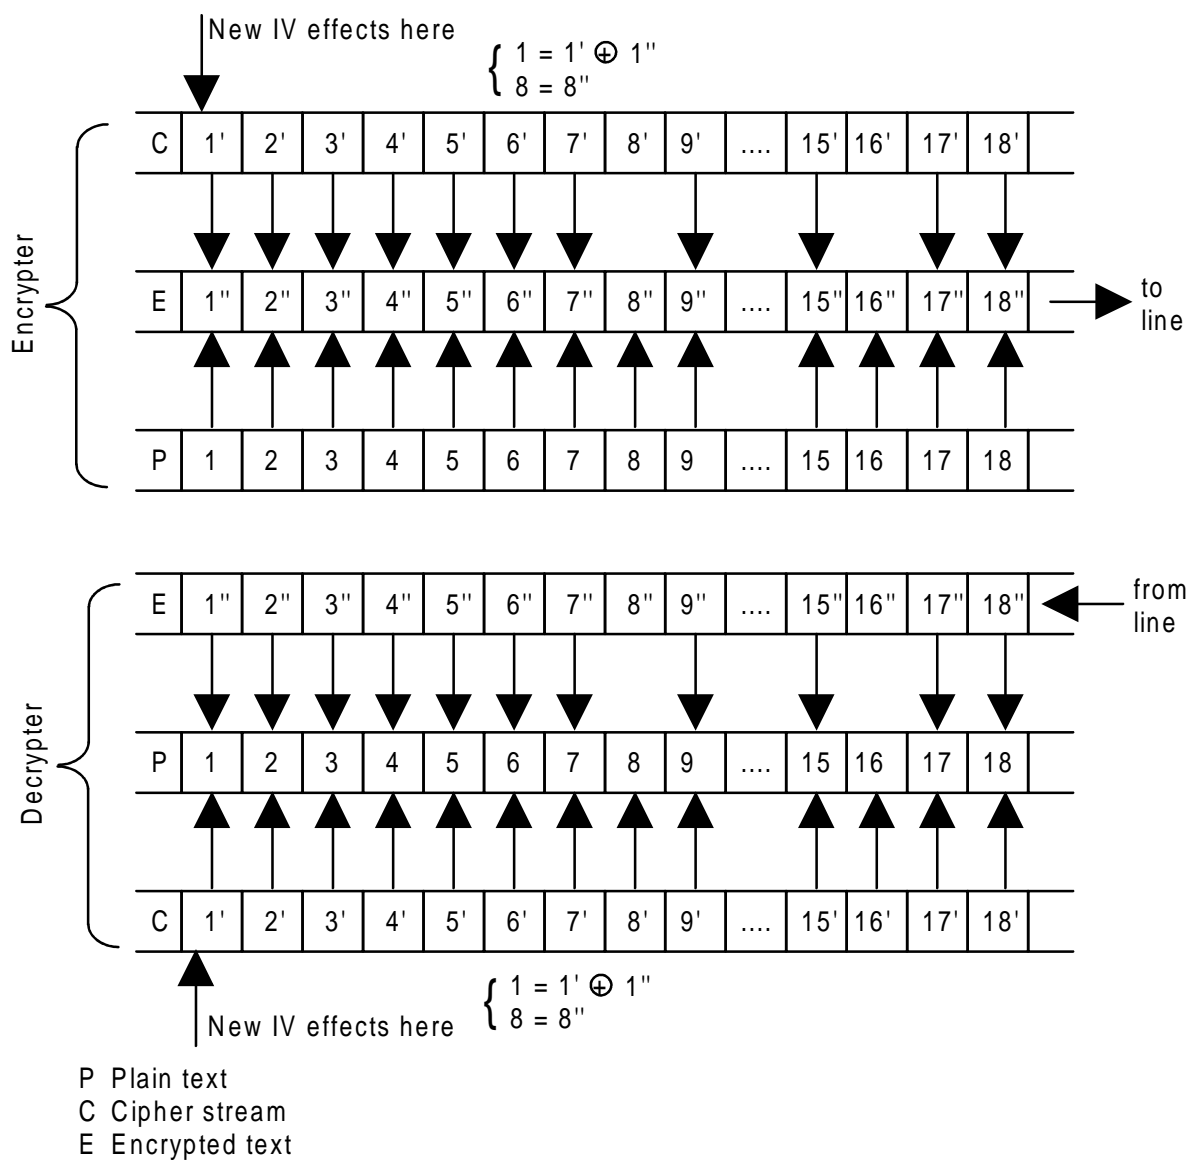 New IV effects here
{ 1 = 1' ⊕ 1"
8 = 8"
Encrypter
C 1' 2' 3' 4' 5' 6' 7' 8' 9' .... 15' 16' 17' 18'
E 1" 2" 3" 4" 5" 6" 7" 8" 9" .... 15" 16" 17" 18"
to
line
P 1 2 3 4 5 6 7 8 9 .... 15 16 17 18
Decrypter
E 1" 2" 3" 4" 5" 6" 7" 8" 9" .... 15" 16" 17" 18"
from
line
P 1 2 3 4 5 6 7 8 9 .... 15 16 17 18
C 1' 2' 3' 4' 5' 6' 7' 8' 9' .... 15' 16' 17' 18'
New IV effects here
{ 1 = 1' ⊕ 1"
8 = 8"
P Plain text
C Cipher stream
E Encrypted text